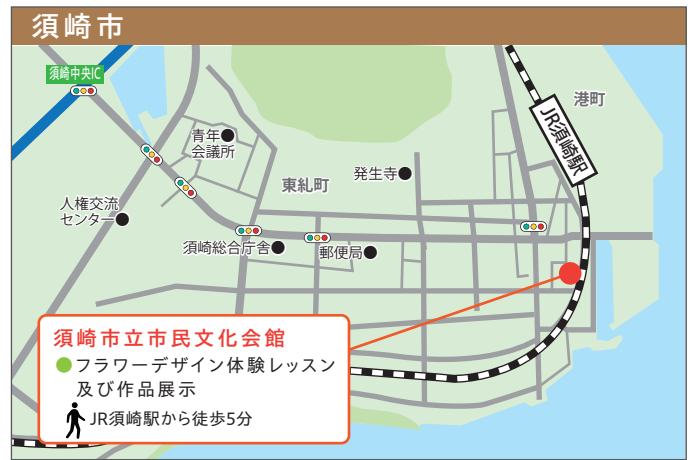 須崎市
須崎中央IC
港町
JR須崎駅
青年
会議所
発生寺
東糺町
人権交流
センター
須崎総合庁舎
郵便局
須崎市立市民文化会館
フラワーデザイン体験レッスン
及び作品展示
JR須崎駅から徒歩5分